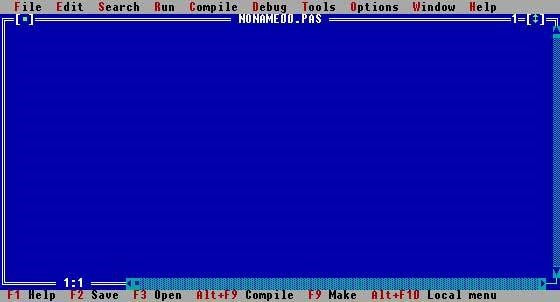 File Edit Search Run Compile Debug Tools Options Window Help
[▪] NONAME00.PAS 1=[↕]
1:1
F1 Help F2 Save F3 Open Alt+F9 Compile F9 Make Alt+F10 Local menu